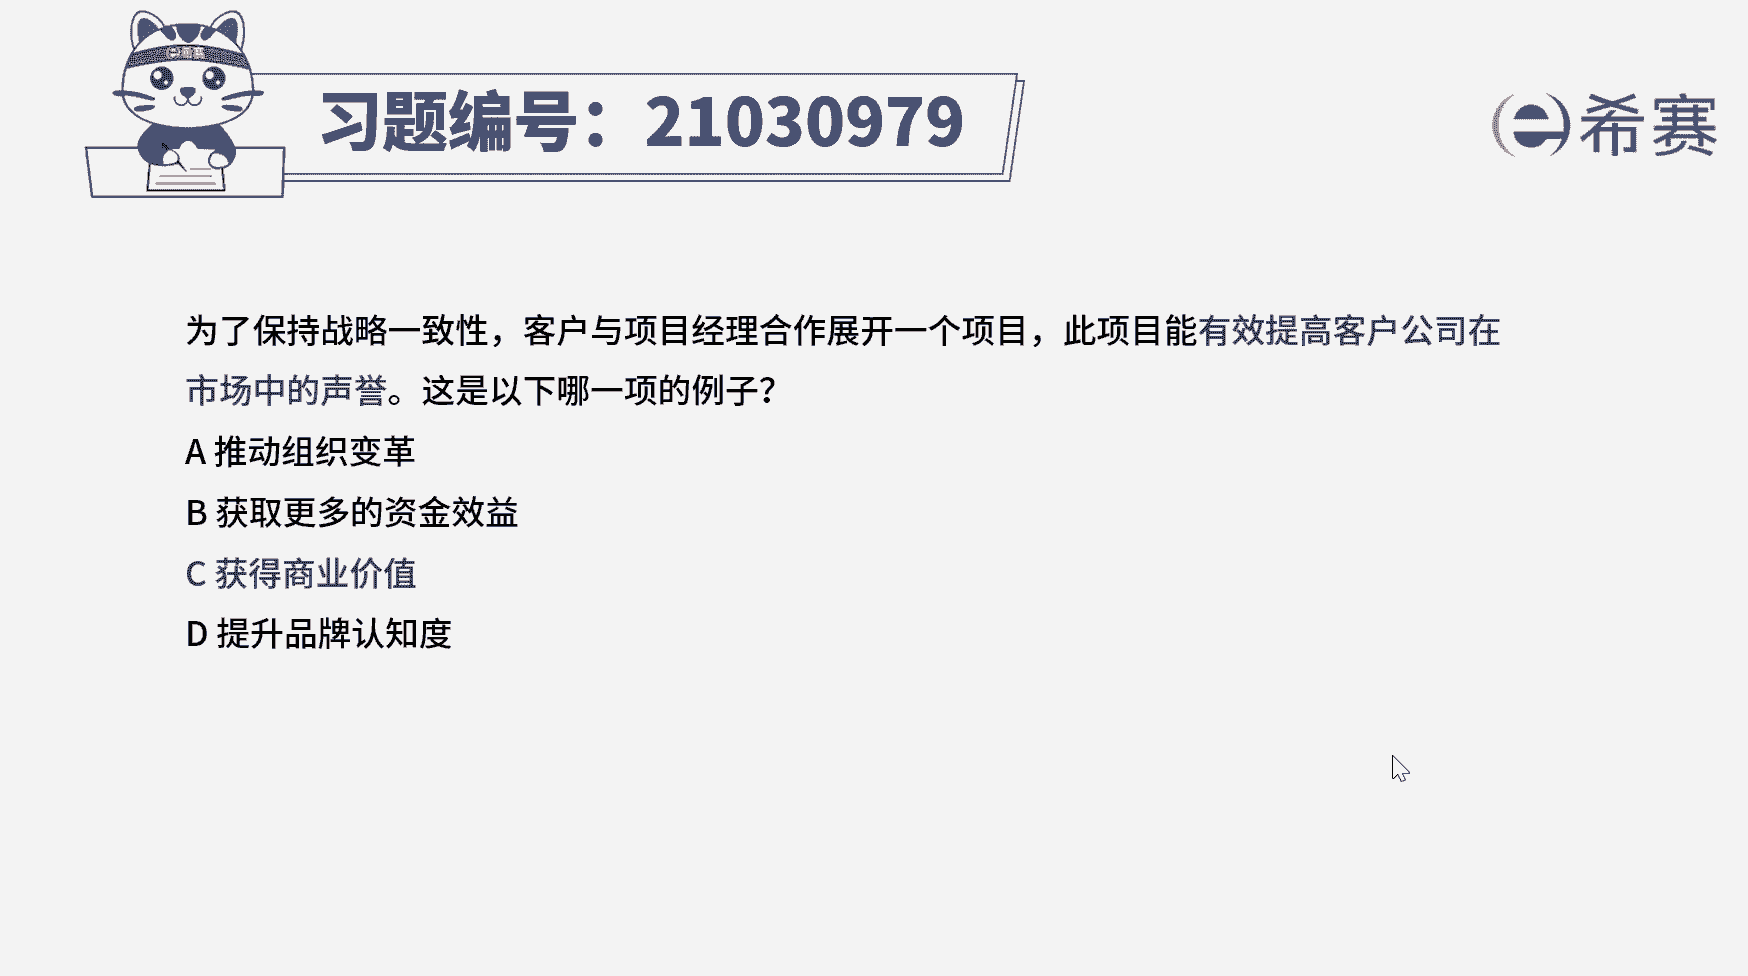 习题编号：21030979
希赛
为了保持战略一致性，客户与项目经理合作展开一个项目，此项目能有效提高客户公司在
市场中的声誉。这是以下哪一项的例子？
A 推动组织变革
B 获取更多的资金效益
C 获得商业价值
D 提升品牌认知度